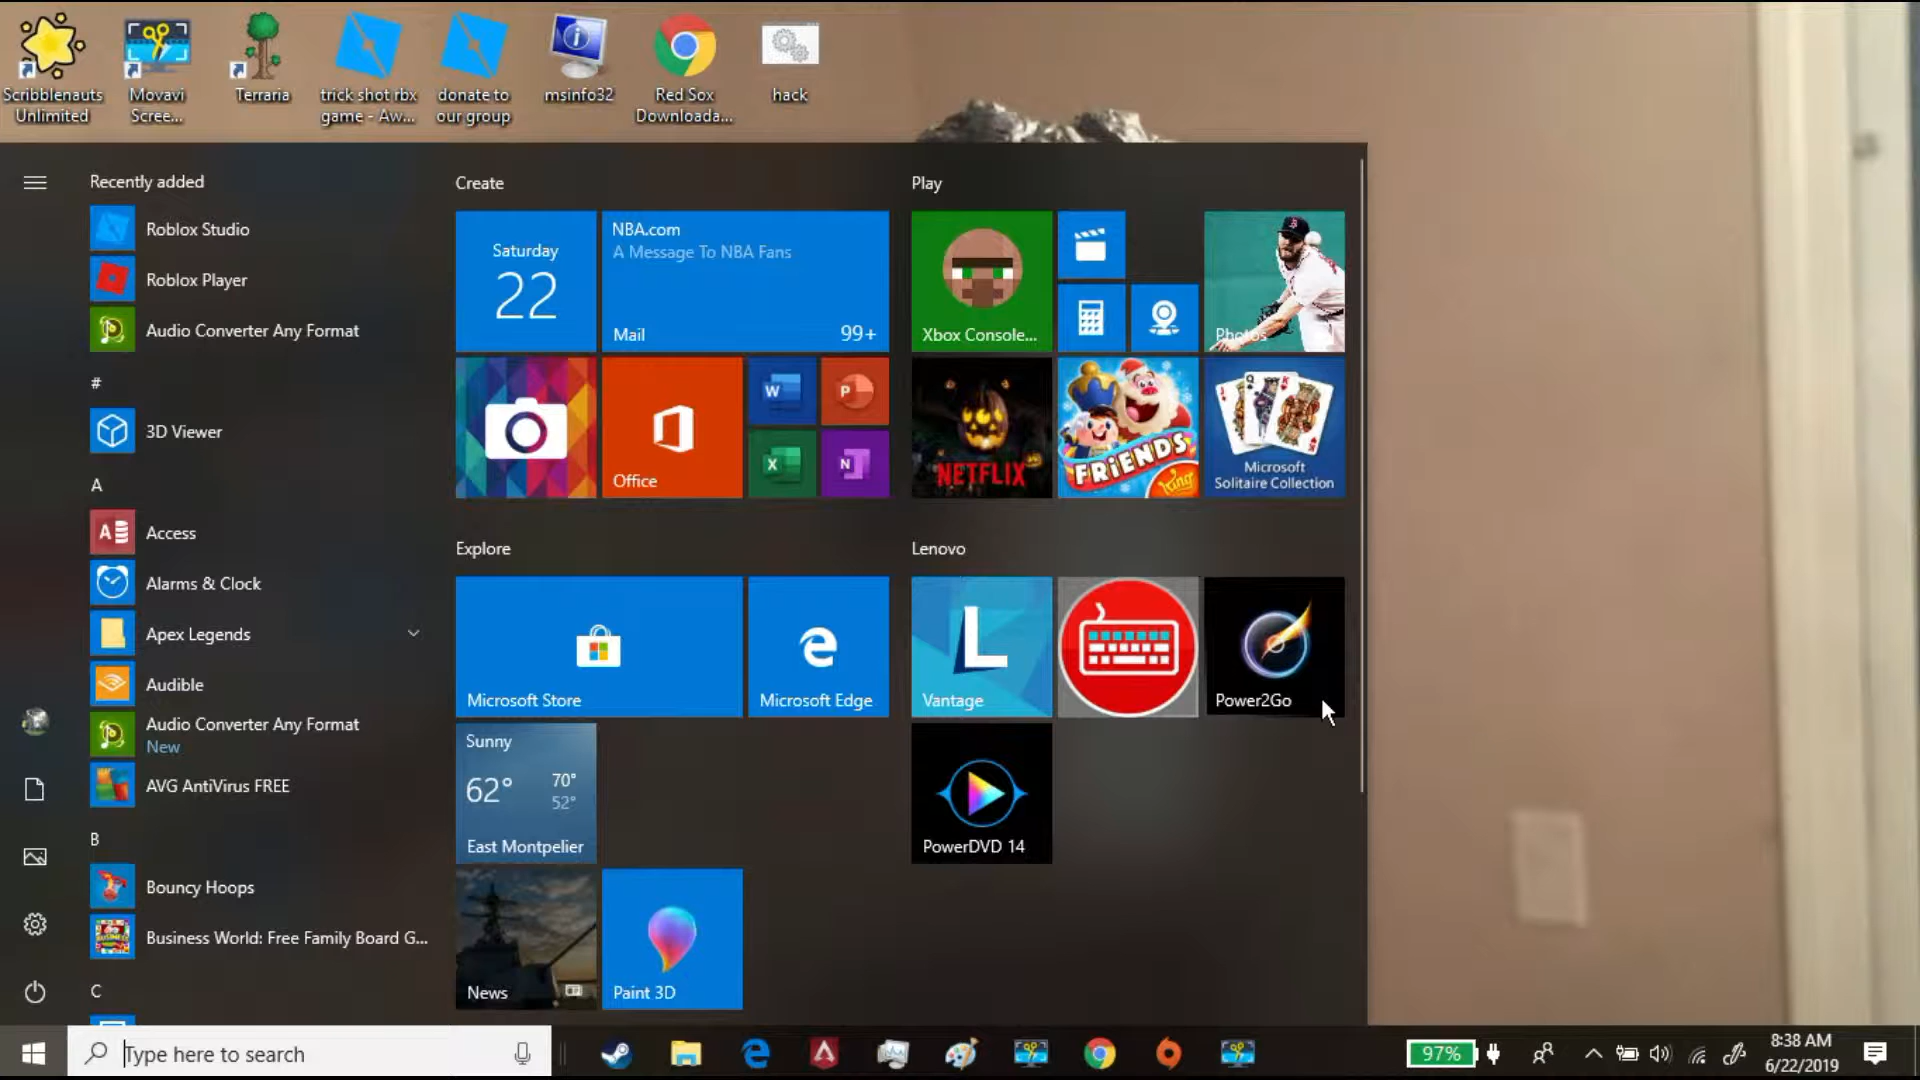 Scribblenauts
Unlimited
Movavi
Scree...
Terraria
trick shot rbx
game - Aw...
donate to
our group
msinfo32
Red Sox
Downloada...
hack
Recently added
Roblox Studio
Roblox Player
Audio Converter Any Format
#
3D Viewer
A
Access
Alarms & Clock
Apex Legends
Audible
Audio Converter Any Format
New
AVG AntiVirus FREE
B
Bouncy Hoops
Business World: Free Family Board G...
C
Create
Saturday
22
NBA.com
A Message To NBA Fans
Mail
99+
Office
Explore
Microsoft Store
Microsoft Edge
Sunny
62°
70°
52°
East Montpelier
News
Paint 3D
Play
Xbox Console...
Photos
NETFLIX
FRiENDS
King
Microsoft
Solitaire Collection
Lenovo
Vantage
Power2Go
PowerDVD 14
Type here to search
97%
8:38 AM
6/22/2019